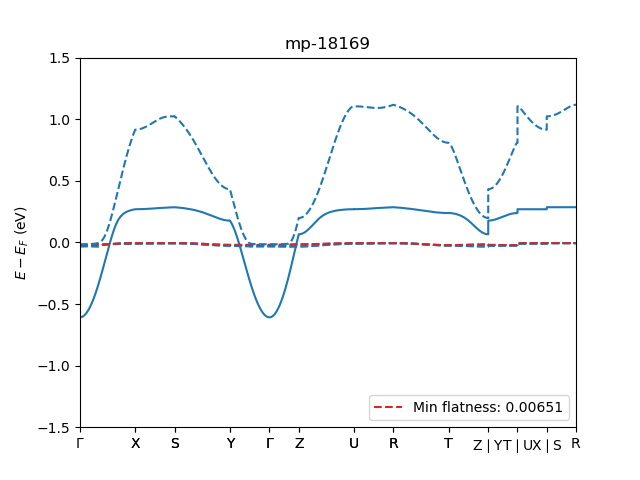 mp-18169
E − E_F (eV)
1.5
1.0
0.5
0.0
−0.5
−1.0
−1.5
Min flatness: 0.00651
Γ X S Y Γ Z U R T Z | YT | UX | S R